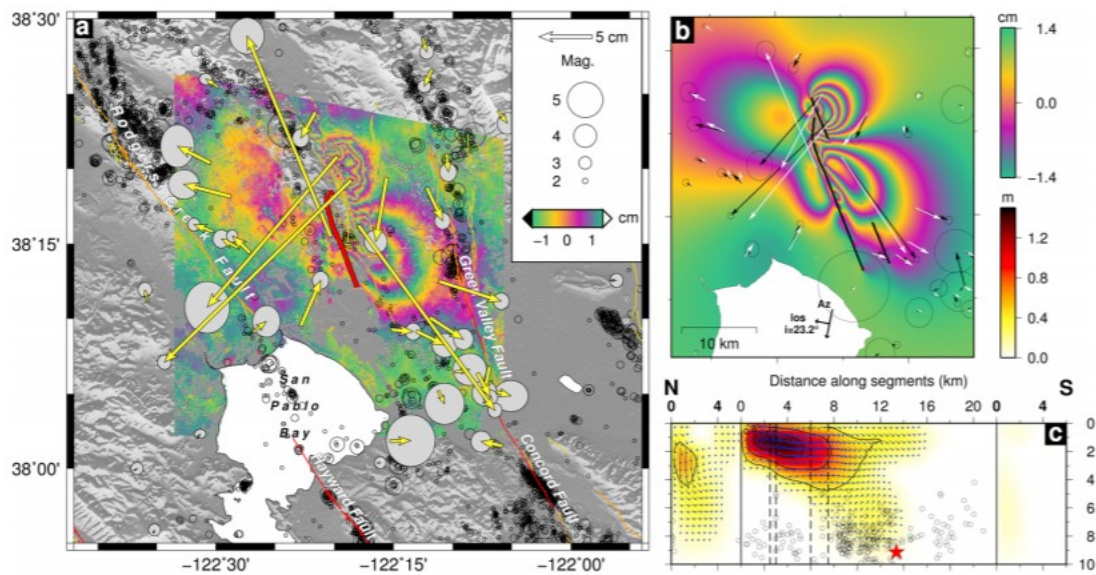 38°30'
38°15'
38°00'
−122°30'
−122°15'
−122°00'
a
5 cm
Mag.
5
4
3
2
cm
−1 0 1
Rodgers Creek Fault
Green Valley Fault
San
Pablo
Bay
Hayward Fault
Concord Fault
b
Az
los
i=23.2°
10 km
cm
1.4
0.0
−1.4
m
1.2
0.8
0.4
0.0
Distance along segments (km)
N S
0 4 0 4 8 12 16 20 0 4
c
0
2
4
6
8
10